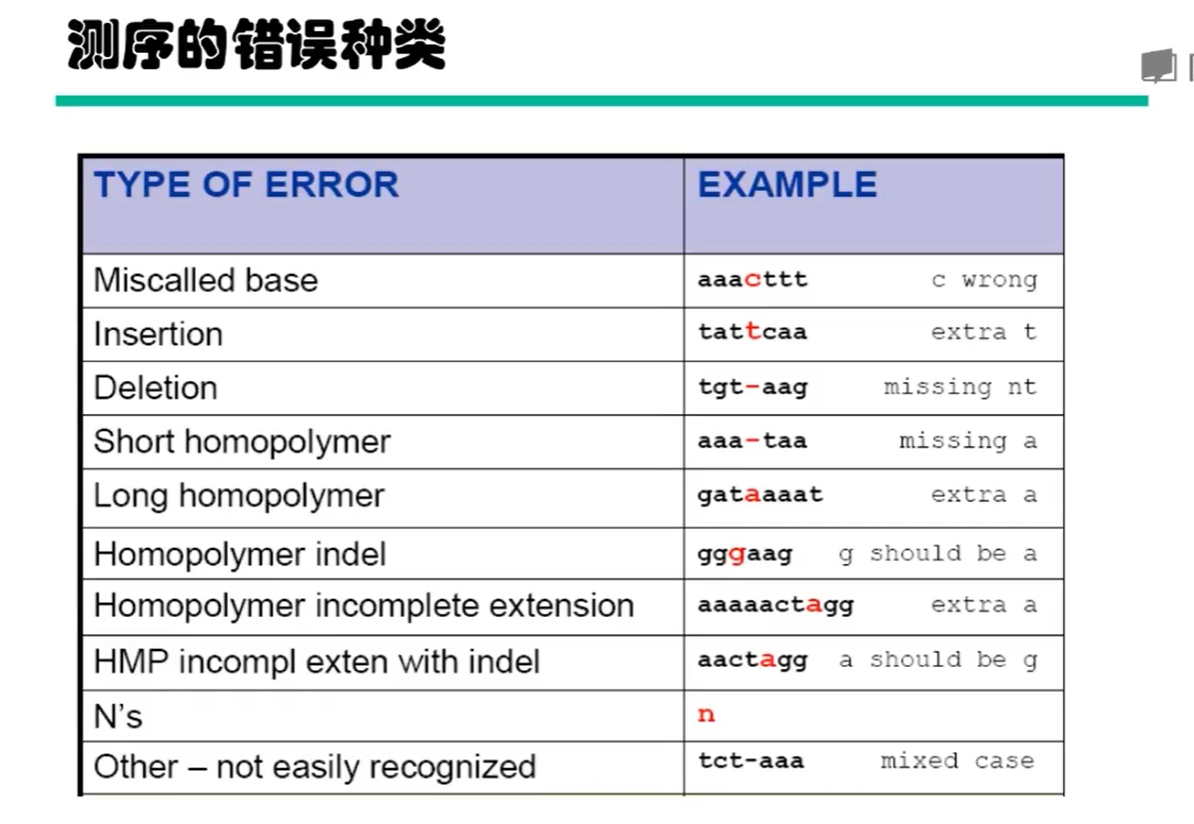 测序的错误种类
TYPE OF ERROR EXAMPLE
Miscalled base aaacttt c wrong
Insertion tattcaa extra t
Deletion tgt-aag missing nt
Short homopolymer aaa-taa missing a
Long homopolymer gataaaat extra a
Homopolymer indel gggaag g should be a
Homopolymer incomplete extension aaaaactagg extra a
HMP incompl exten with indel aactagg a should be g
N's n
Other – not easily recognized tct-aaa mixed case